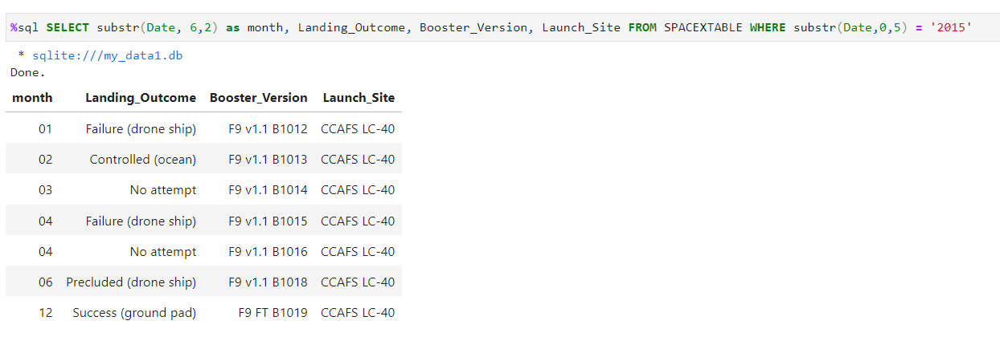 %sql SELECT substr(Date, 6,2) as month, Landing_Outcome, Booster_Version, Launch_Site FROM SPACEXTABLE WHERE substr(Date,0,5) = '2015'
* sqlite:///my_data1.db
Done.
month Landing_Outcome Booster_Version Launch_Site
01 Failure (drone ship) F9 v1.1 B1012 CCAFS LC-40
02 Controlled (ocean) F9 v1.1 B1013 CCAFS LC-40
03 No attempt F9 v1.1 B1014 CCAFS LC-40
04 Failure (drone ship) F9 v1.1 B1015 CCAFS LC-40
04 No attempt F9 v1.1 B1016 CCAFS LC-40
06 Precluded (drone ship) F9 v1.1 B1018 CCAFS LC-40
12 Success (ground pad) F9 FT B1019 CCAFS LC-40